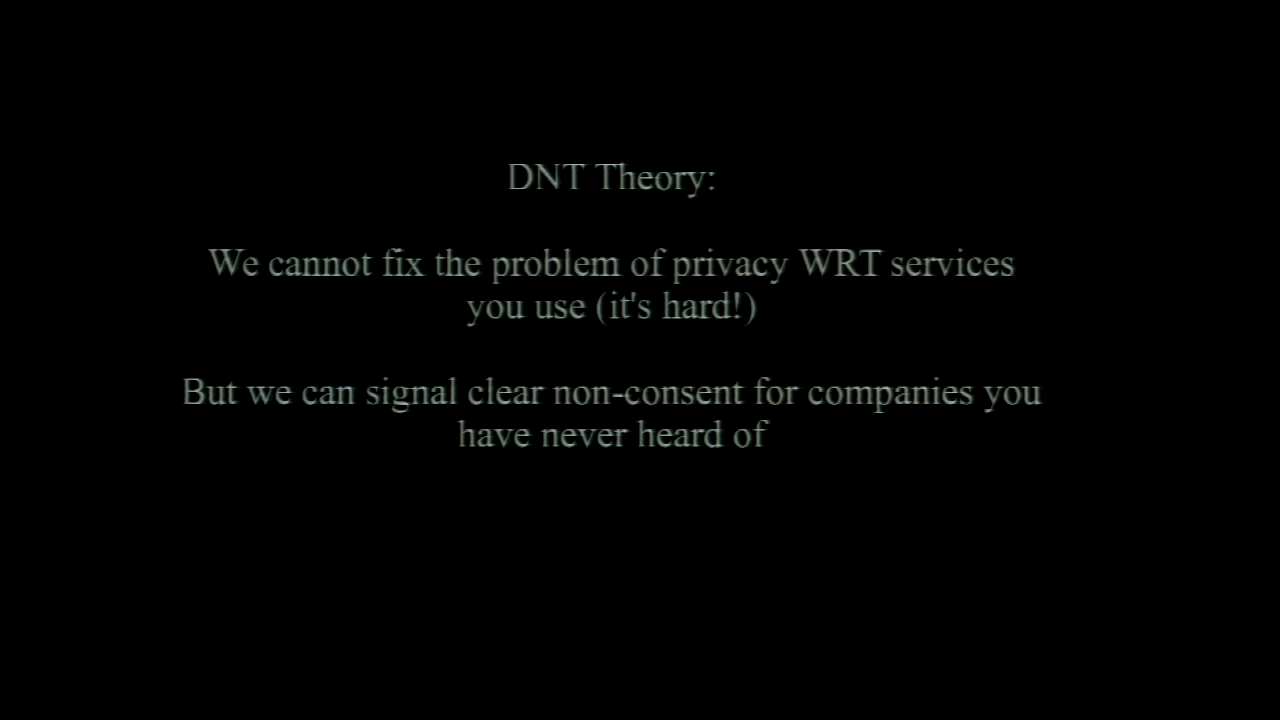 DNT Theory:
We cannot fix the problem of privacy WRT services
you use (it's hard!)
But we can signal clear non-consent for companies you
have never heard of